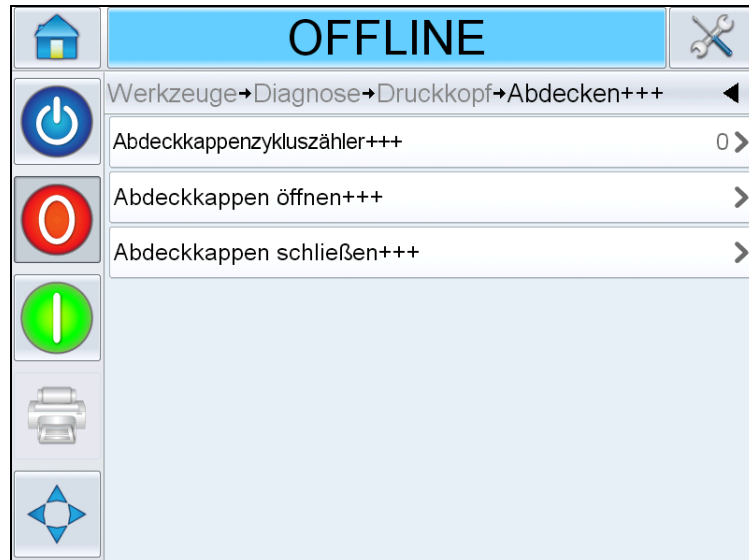 OFFLINE
Werkzeuge→Diagnose→Druckkopf→Abdecken+++
Abdeckkappenzykluszähler+++ 0
Abdeckkappen öffnen+++
Abdeckkappen schließen+++